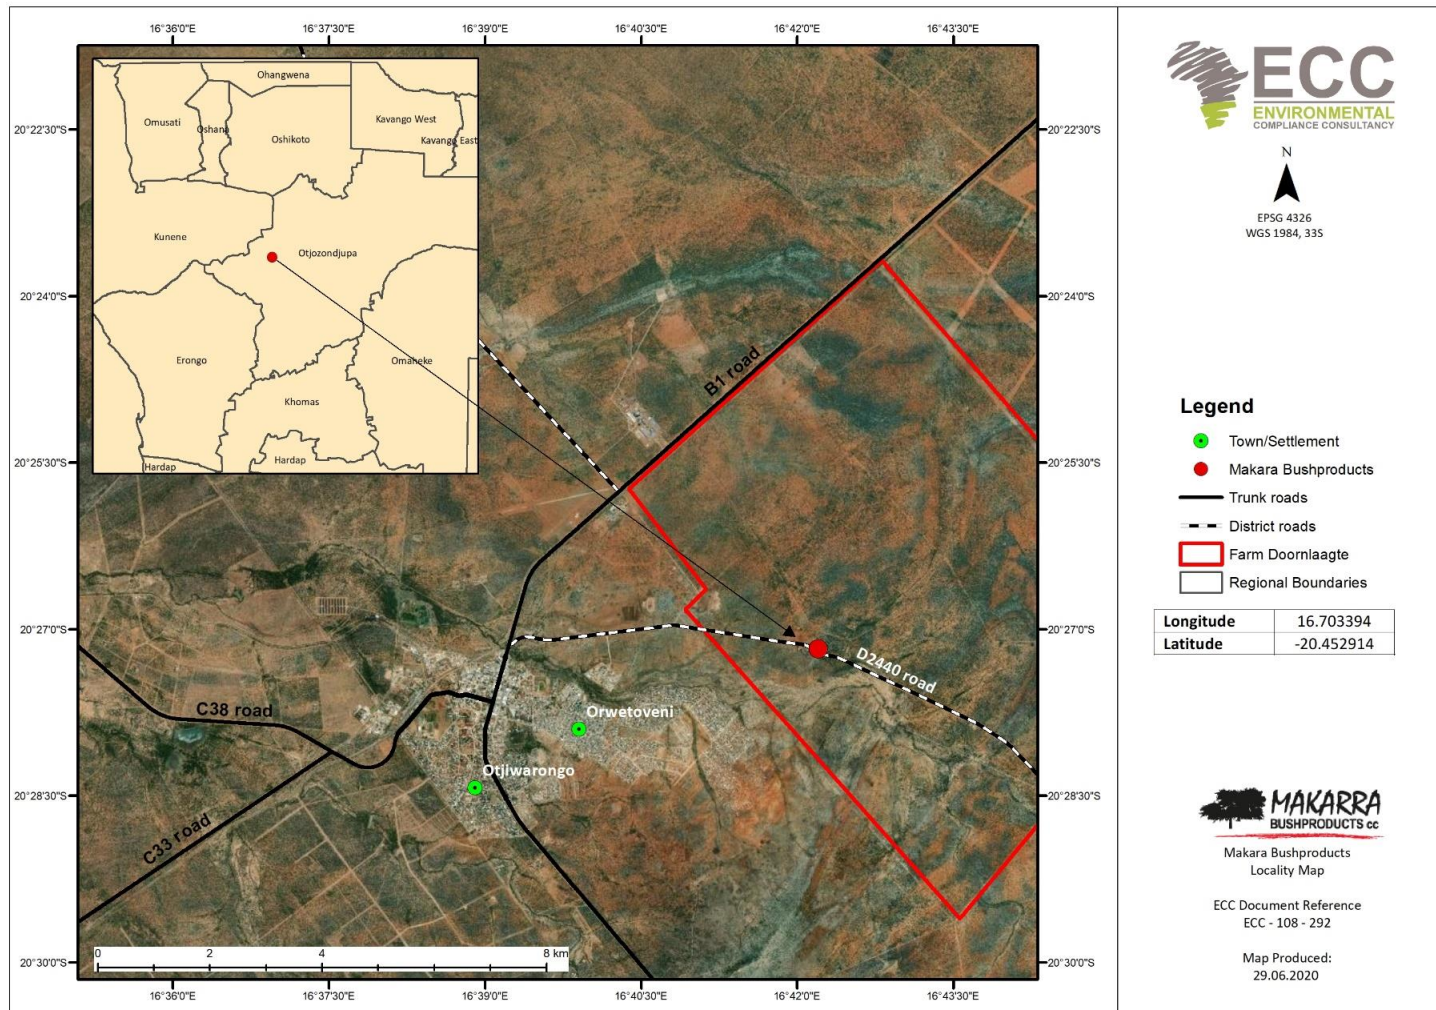 16°36'0"E 16°37'30"E 16°39'0"E 16°40'30"E 16°42'0"E 16°43'30"E
20°22'30"S
20°24'0"S
20°25'30"S
20°27'0"S
20°28'30"S
20°30'0"S
Ohangwena
Omusati
Oshana
Oshikoto
Kavango West
Kavango East
Kunene
Otjozondjupa
Erongo
Omaheke
Khomas
Hardap
Hardap
B1 road
D2440 road
C38 road
Orwetoveni
Otjiwarongo
C33 road
0 2 4 8 km
20°22'30"S
20°24'0"S
20°25'30"S
20°27'0"S
20°28'30"S
20°30'0"S
16°36'0"E 16°37'30"E 16°39'0"E 16°40'30"E 16°42'0"E 16°43'30"E
ECC
ENVIRONMENTAL
COMPLIANCE CONSULTANCY
N
EPSG 4326
WGS 1984, 33S
Legend
Town/Settlement
Makara Bushproducts
Trunk roads
District roads
Farm Doornlaagte
Regional Boundaries
Longitude 16.703394
Latitude -20.452914
MAKARRA
BUSHPRODUCTS cc
Makara Bushproducts
Locality Map
ECC Document Reference
ECC - 108 - 292
Map Produced:
29.06.2020